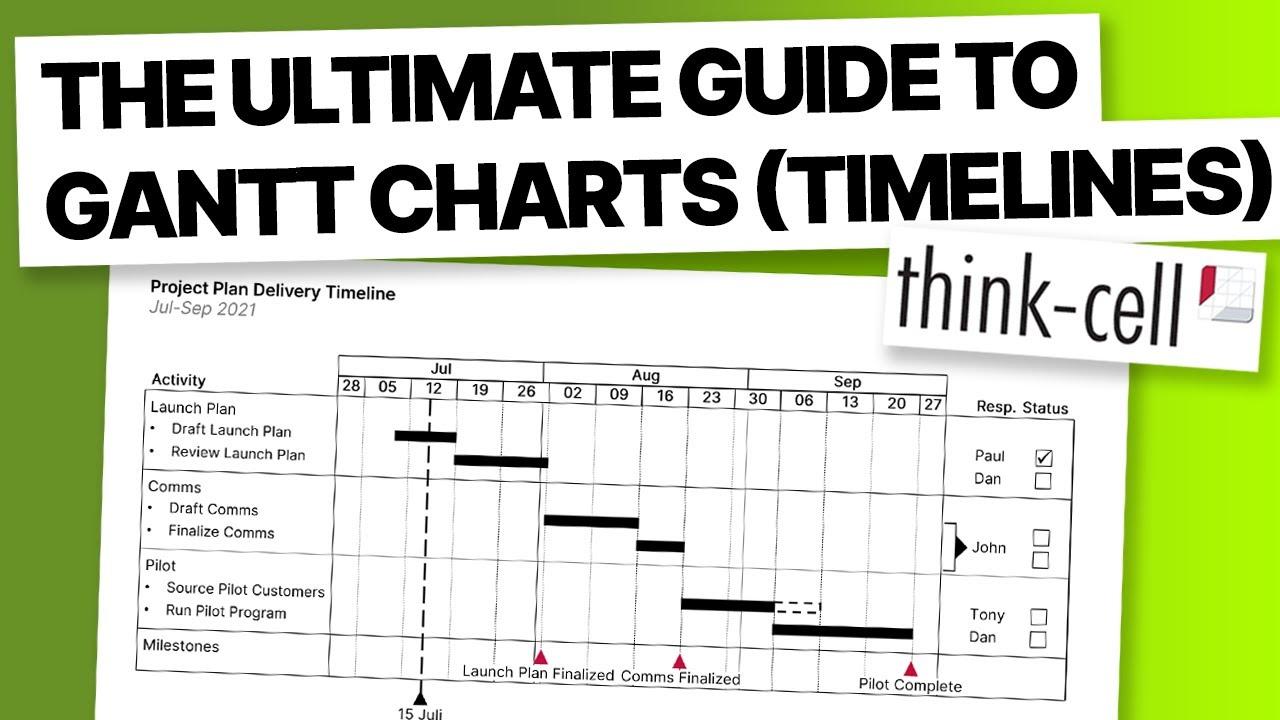 THE ULTIMATE GUIDE TO
GANTT CHARTS (TIMELINES)
think-cell
Project Plan Delivery Timeline
Jul-Sep 2021
Jul Aug Sep
Activity 28 05 12 19 26 02 09 16 23 30 06 13 20 27 Resp. Status
Launch Plan
• Draft Launch Plan Paul
• Review Launch Plan Dan
Comms
• Draft Comms
• Finalize Comms
John
Pilot
• Source Pilot Customers Tony
• Run Pilot Program Dan
Milestones
Launch Plan Finalized Comms Finalized Pilot Complete
15 Juli